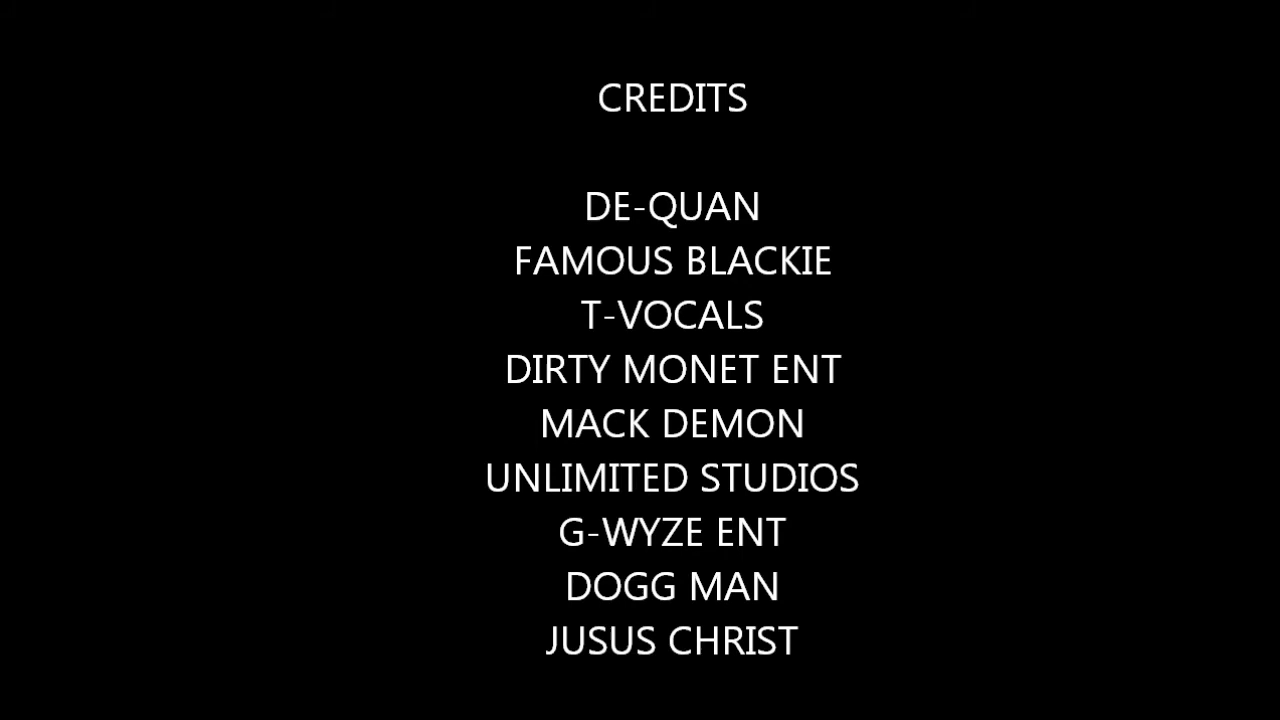 CREDITS
DE-QUAN
FAMOUS BLACKIE
T-VOCALS
DIRTY MONET ENT
MACK DEMON
UNLIMITED STUDIOS
G-WYZE ENT
DOGG MAN
JUSUS CHRIST